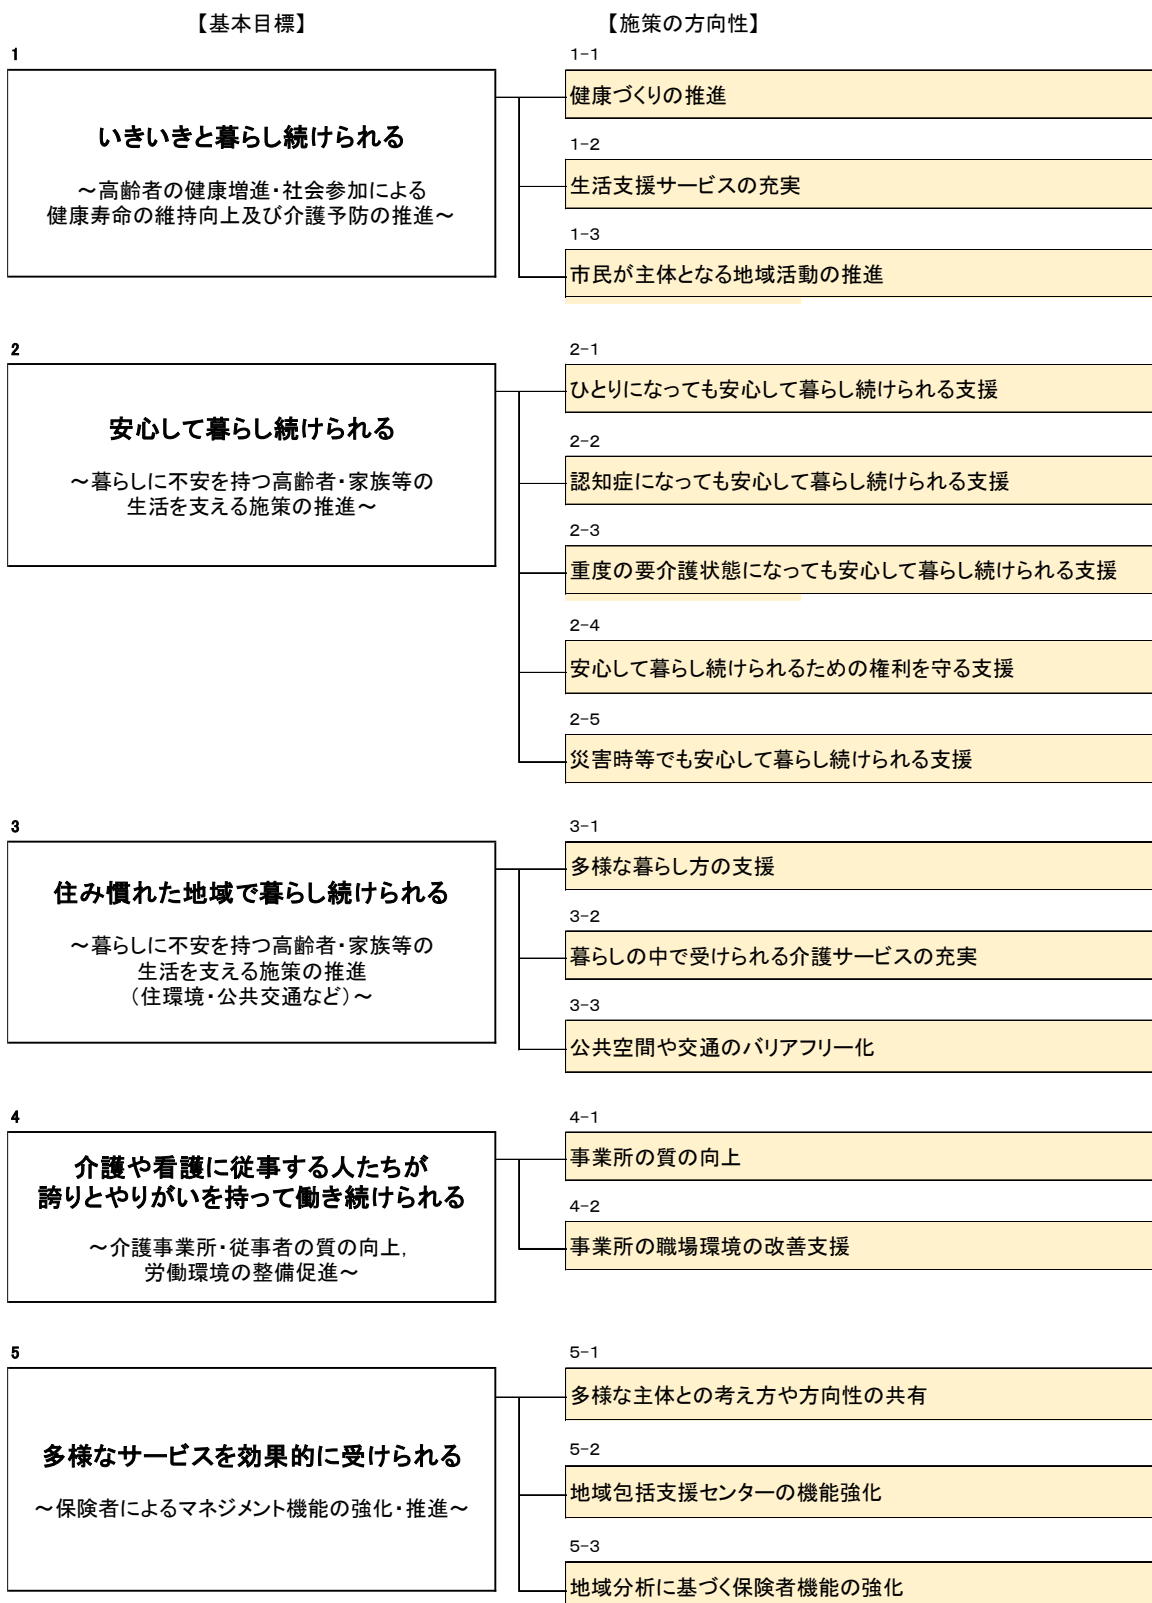 【基本目標】
【施策の方向性】
1
いきいきと暮らし続けられる
～高齢者の健康増進・社会参加による
健康寿命の維持向上及び介護予防の推進～
1-1
健康づくりの推進
1-2
生活支援サービスの充実
1-3
市民が主体となる地域活動の推進
2
安心して暮らし続けられる
～暮らしに不安を持つ高齢者・家族等の
生活を支える施策の推進～
2-1
ひとりになっても安心して暮らし続けられる支援
2-2
認知症になっても安心して暮らし続けられる支援
2-3
重度の要介護状態になっても安心して暮らし続けられる支援
2-4
安心して暮らし続けられるための権利を守る支援
2-5
災害時等でも安心して暮らし続けられる支援
3
住み慣れた地域で暮らし続けられる
～暮らしに不安を持つ高齢者・家族等の
生活を支える施策の推進
（住環境・公共交通など）～
3-1
多様な暮らし方の支援
3-2
暮らしの中で受けられる介護サービスの充実
3-3
公共空間や交通のバリアフリー化
4
介護や看護に従事する人たちが
誇りとやりがいを持って働き続けられる
～介護事業所・従事者の質の向上，
労働環境の整備促進～
4-1
事業所の質の向上
4-2
事業所の職場環境の改善支援
5
多様なサービスを効果的に受けられる
～保険者によるマネジメント機能の強化・推進～
5-1
多様な主体との考え方や方向性の共有
5-2
地域包括支援センターの機能強化
5-3
地域分析に基づく保険者機能の強化